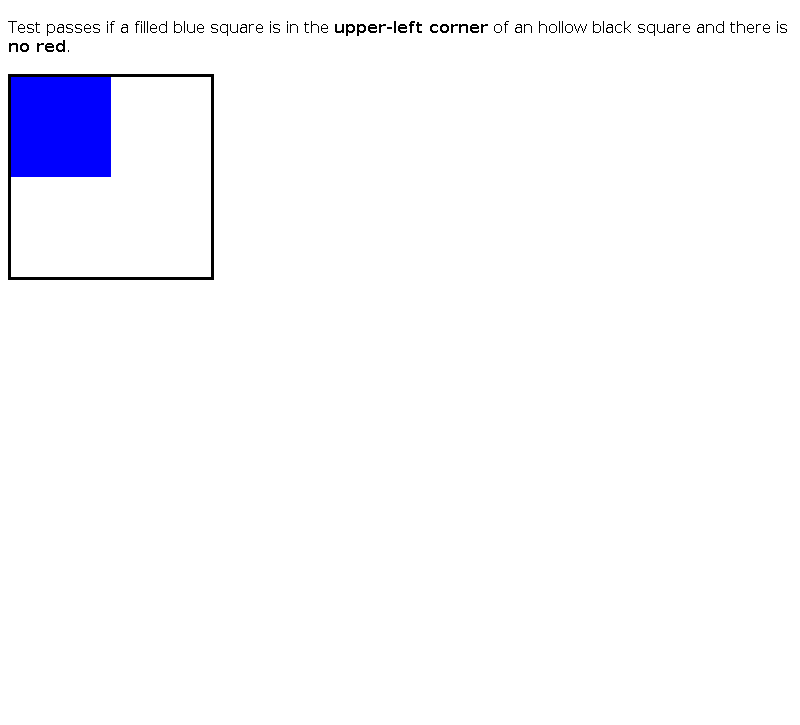 Test passes if a filled blue square is in the upper-left corner of an hollow black square and there is
no red.